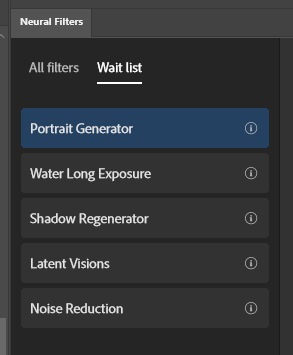 Neural Filters
All filters Wait list
Portrait Generator
Water Long Exposure
Shadow Regenerator
Latent Visions
Noise Reduction